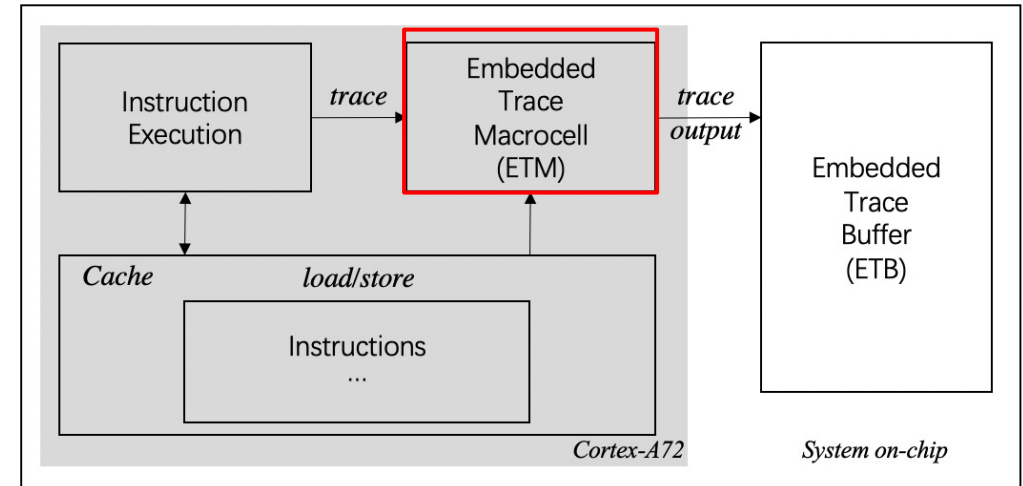 Instruction
Execution
trace
Embedded
Trace
Macrocell
(ETM)
trace
output
Embedded
Trace
Buffer
(ETB)
Cache
load/store
Instructions
...
Cortex-A72
System on-chip